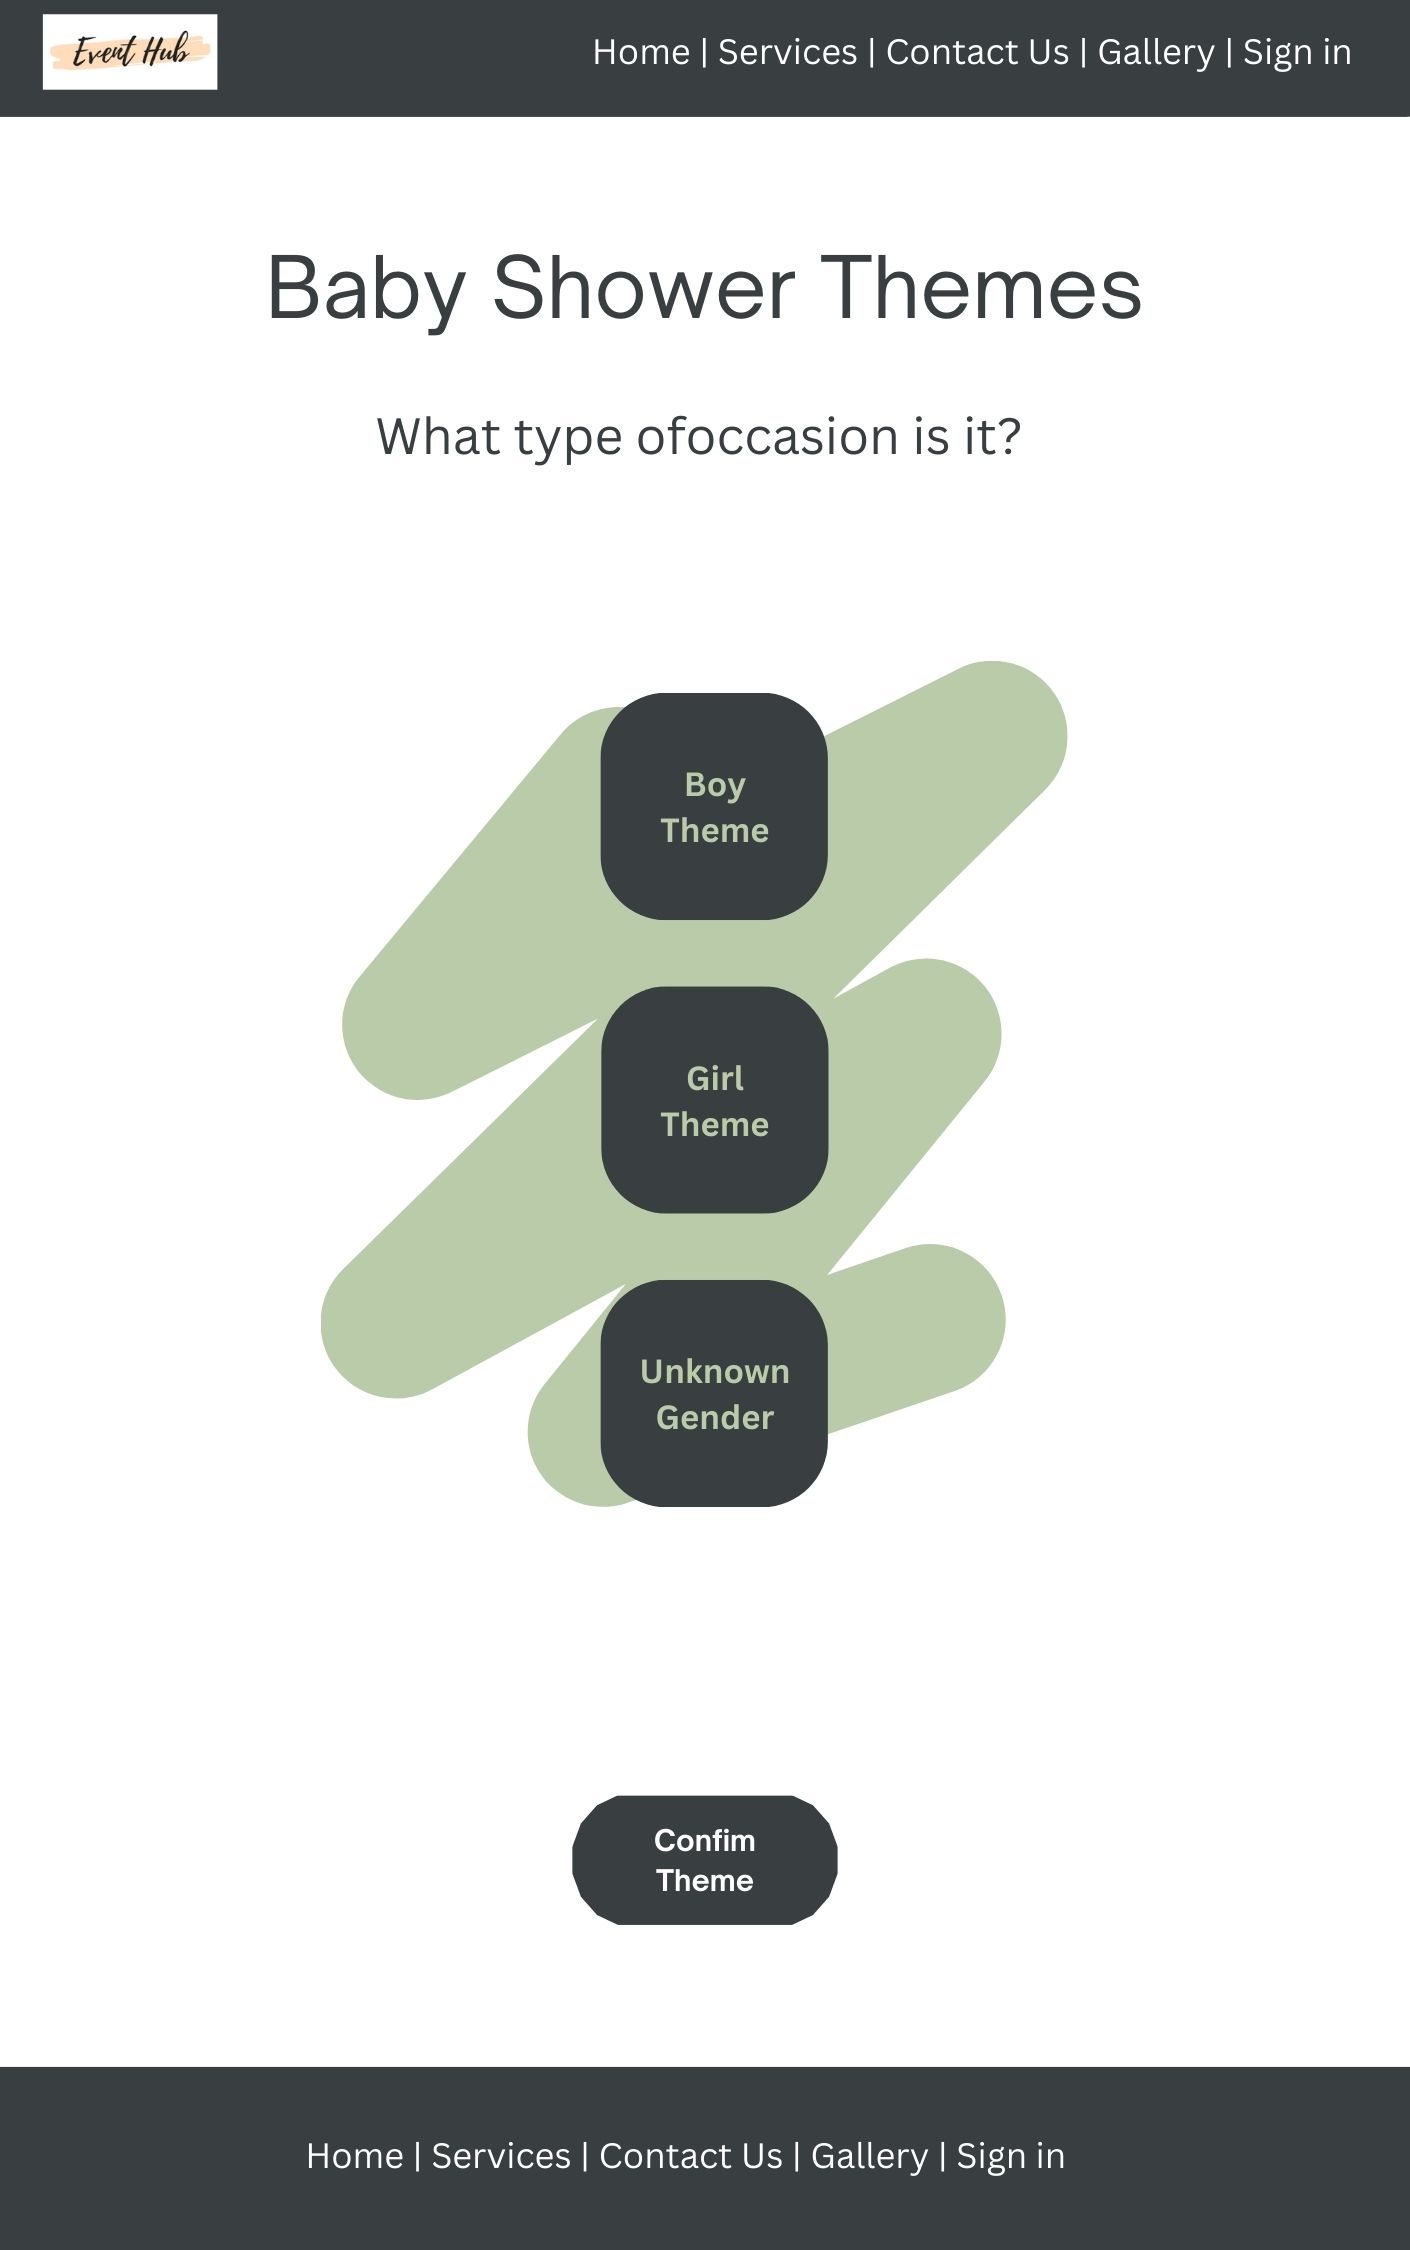 Event Hub
Home | Services | Contact Us | Gallery | Sign in
Baby Shower Themes
What type ofoccasion is it?
Boy
Theme
Girl
Theme
Unknown
Gender
Confim
Theme
Home | Services | Contact Us | Gallery | Sign in